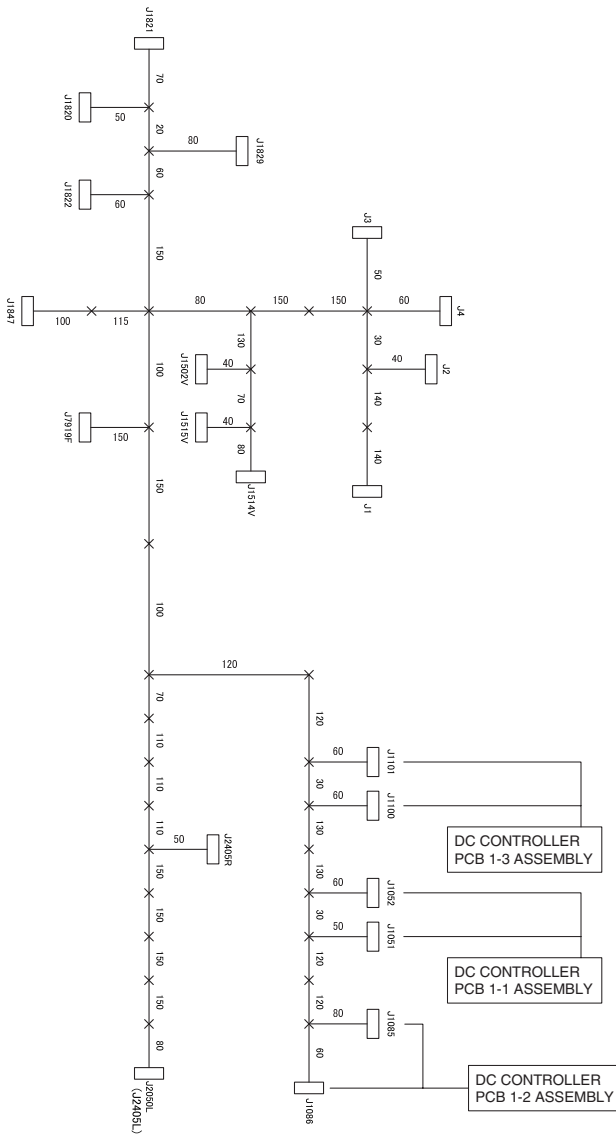 J1821
70
J1820
50
20
80
J1829
60
J1822
60
150
J3
50
J1847
100
115
80
150
150
60
J4
130
30
J1502V
40
40
J2
100
70
140
J7919F
150
J1515V
40
80
140
J1514V
J1
150
100
120
70
120
60
J1101
110
30
60
J1100
110
130
DC CONTROLLER
PCB 1-3 ASSEMBLY
110
50
J2405R
130
150
60
J1052
150
30
50
J1051
150
120
DC CONTROLLER
PCB 1-1 ASSEMBLY
150
120
80
J1085
80
60
J2050L
(J2405L)
J1086
DC CONTROLLER
PCB 1-2 ASSEMBLY